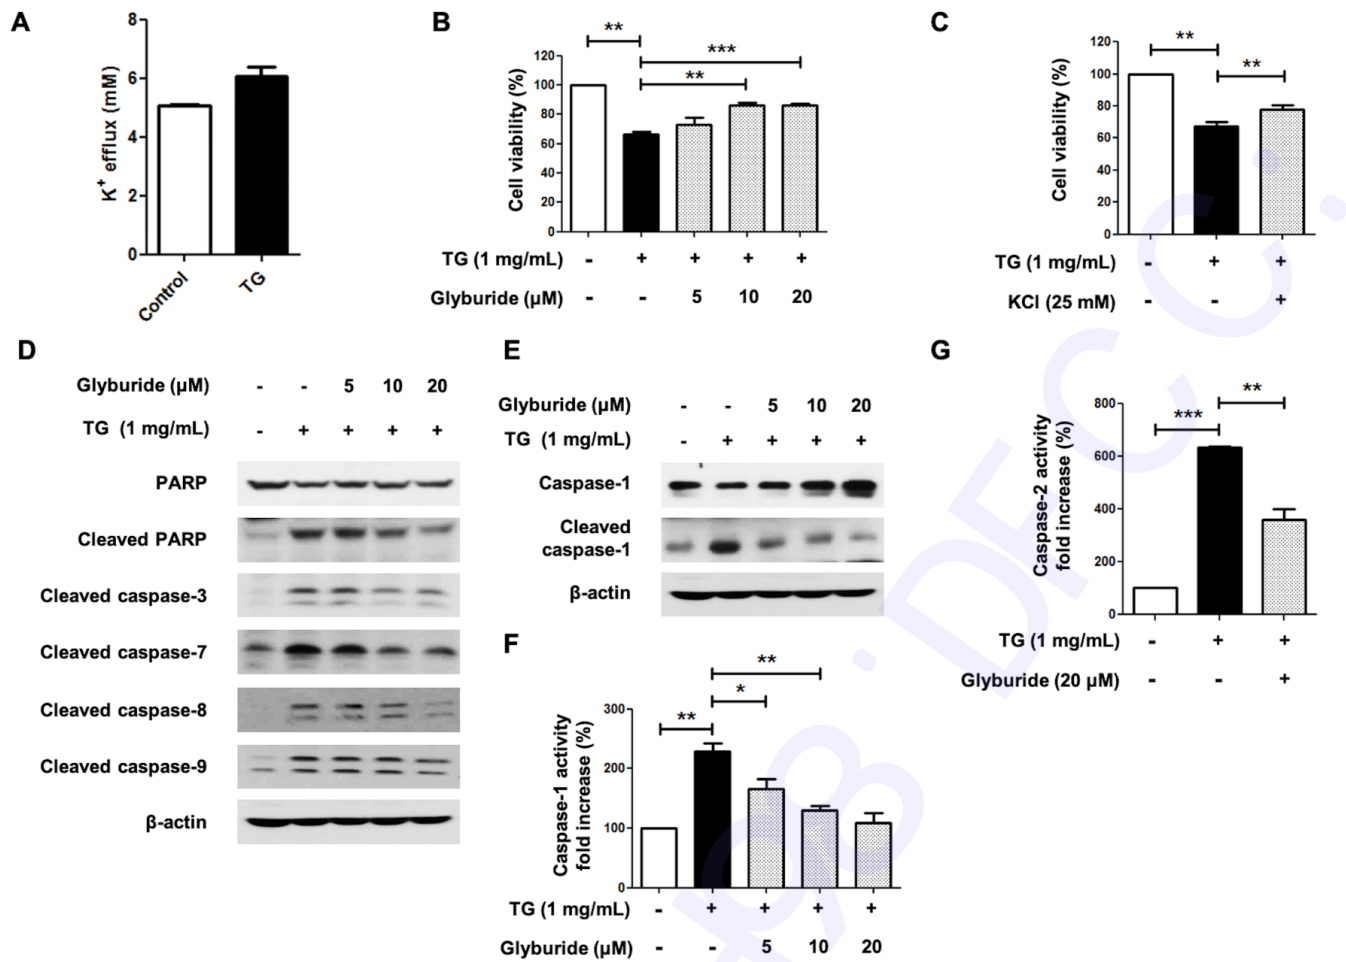 A
K+ efflux (mM)
8
6
4
2
0
Control
TG
B
Cell viability (%)
120
100
80
60
40
20
0
**
***
**
TG (1 mg/mL) - + + + +
Glyburide (µM) - - 5 10 20
C
Cell viability (%)
120
100
80
60
40
20
0
**
**
TG (1 mg/mL) - + +
KCl (25 mM) - - +
D
Glyburide (µM) - - 5 10 20
TG (1 mg/mL) - + + + +
PARP
Cleaved PARP
Cleaved caspase-3
Cleaved caspase-7
Cleaved caspase-8
Cleaved caspase-9
β-actin
E
Glyburide (µM) - - 5 10 20
TG (1 mg/mL) - + + + +
Caspase-1
Cleaved
caspase-1
β-actin
F
Caspase-1 activity
fold increase (%)
300
200
100
0
**
*
**
TG (1 mg/mL) - + + + +
Glyburide (µM) - - 5 10 20
G
Caspase-2 activity
fold increase (%)
800
600
400
200
0
***
**
TG (1 mg/mL) - + +
Glyburide (20 µM) - - +